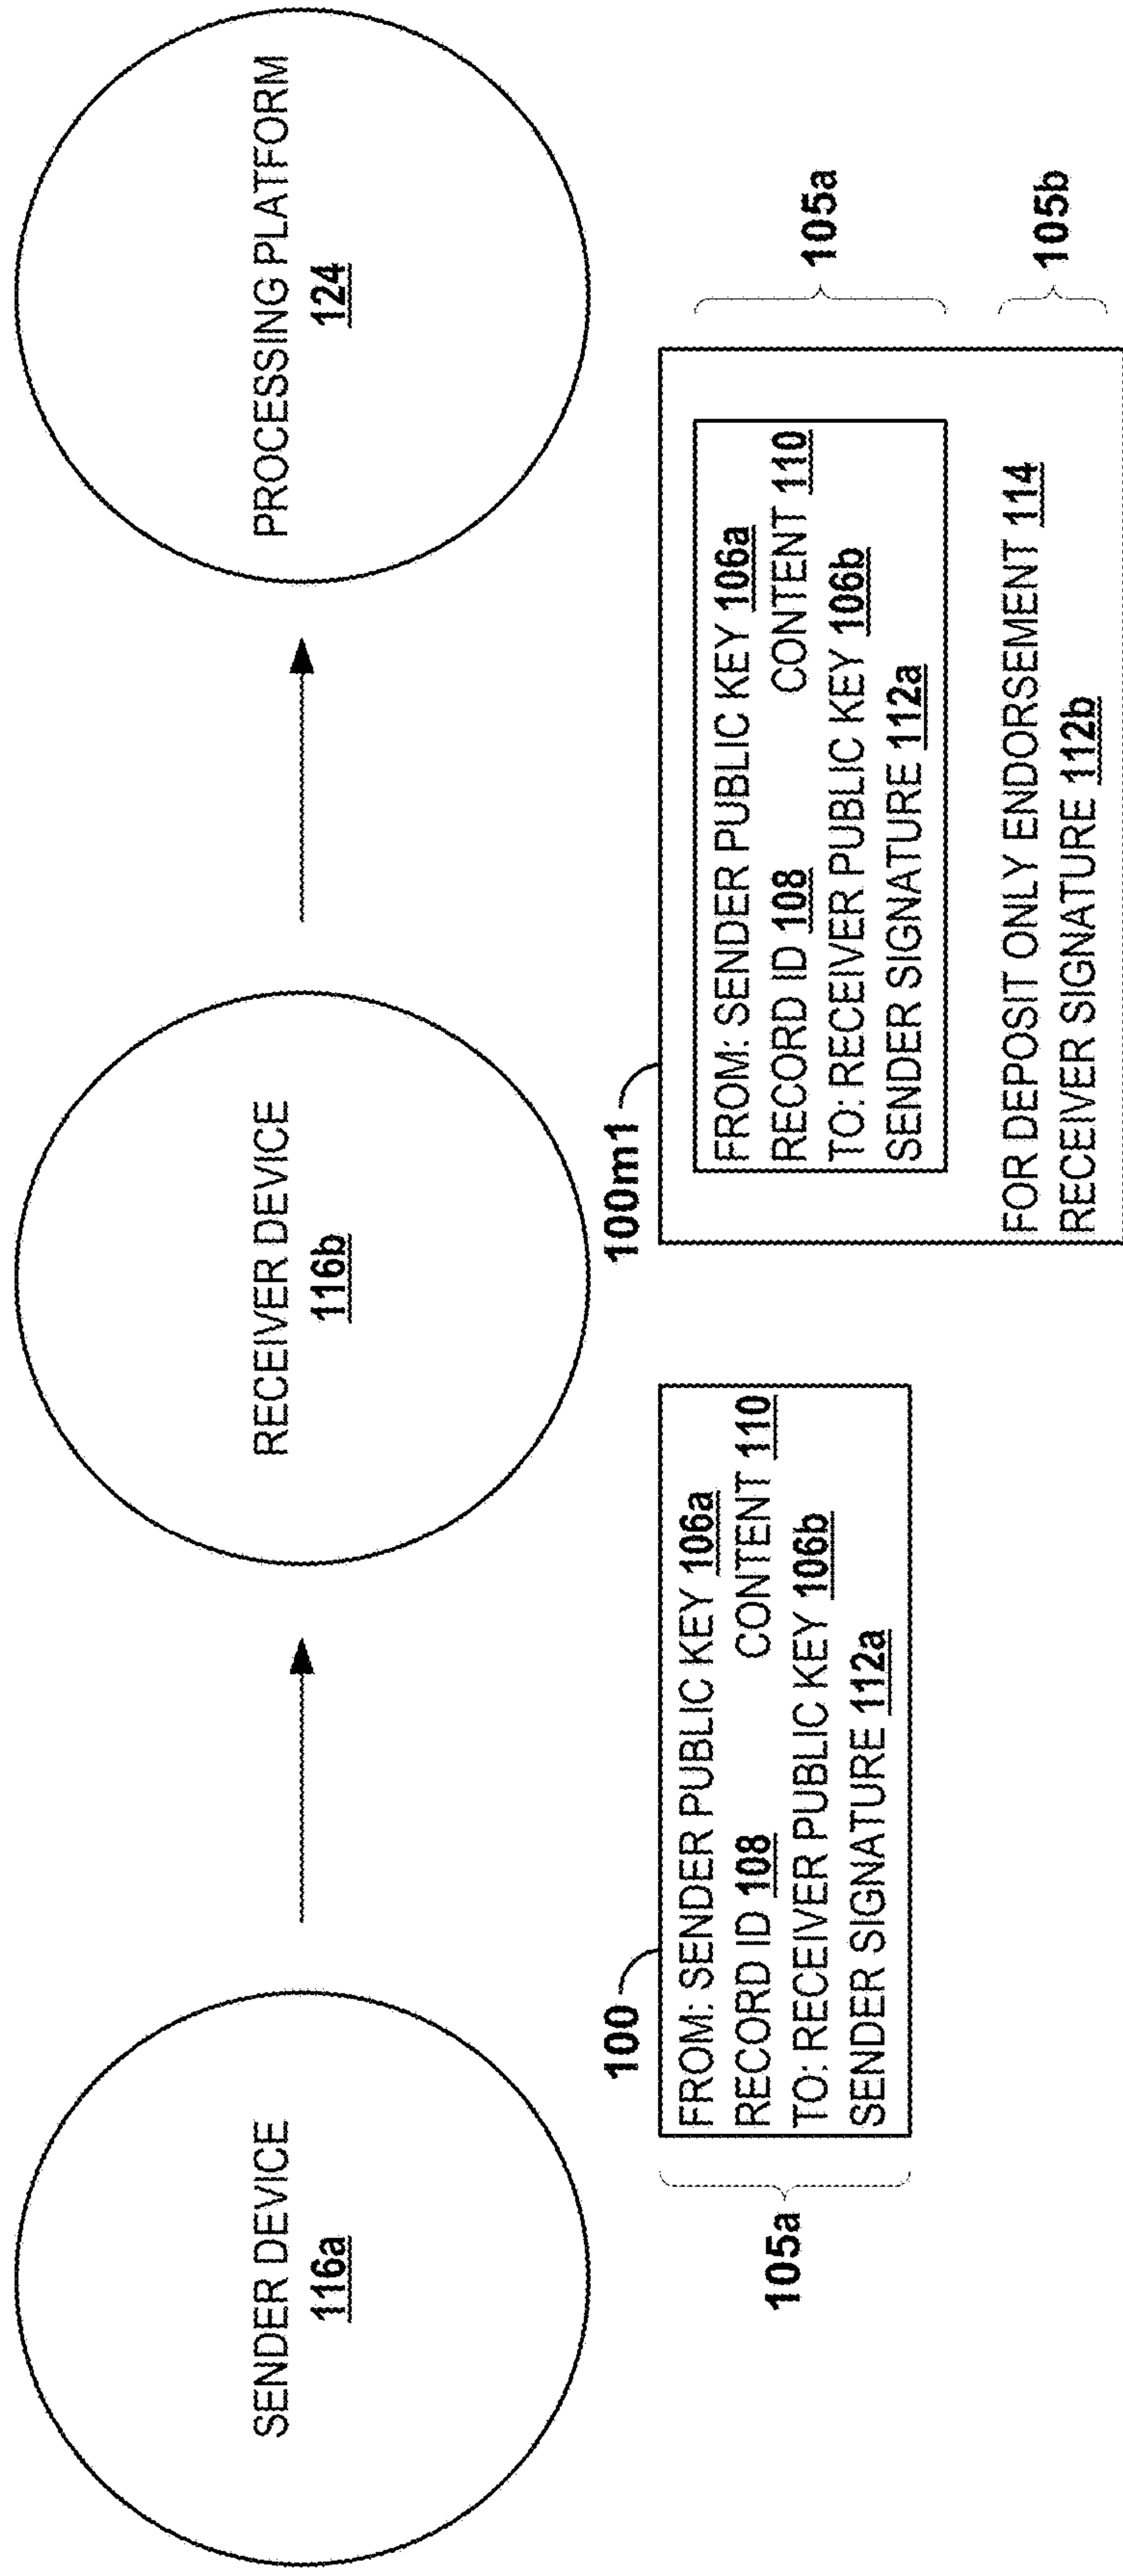 SENDER DEVICE
116a
RECEIVER DEVICE
116b
PROCESSING PLATFORM
124
100
105a
FROM: SENDER PUBLIC KEY 106a
RECORD ID 108 CONTENT 110
TO: RECEIVER PUBLIC KEY 106b
SENDER SIGNATURE 112a
100m1
FROM: SENDER PUBLIC KEY 106a
RECORD ID 108 CONTENT 110
TO: RECEIVER PUBLIC KEY 106b
SENDER SIGNATURE 112a
105a
FOR DEPOSIT ONLY ENDORSEMENT 114
RECEIVER SIGNATURE 112b
105b